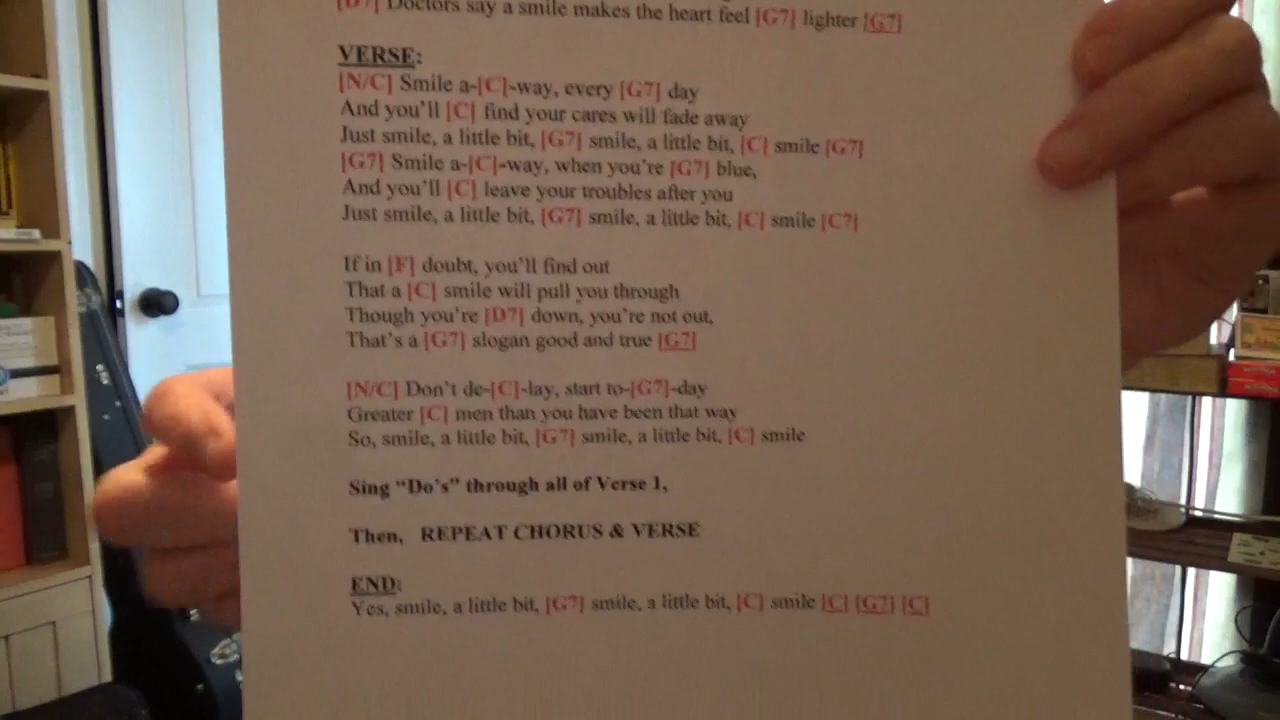 [D7] Doctors say a smile makes the heart feel [G7] lighter [G7]
VERSE:
[N/C] Smile a-[C]-way, every [G7] day
And you'll [C] find your cares will fade away
Just smile, a little bit, [G7] smile, a little bit, [C] smile [G7]
[G7] Smile a-[C]-way, when you're [G7] blue,
And you'll [C] leave your troubles after you
Just smile, a little bit, [G7] smile, a little bit, [C] smile [C7]
If in [F] doubt, you'll find out
That a [C] smile will pull you through
Though you're [D7] down, you're not out,
That's a [G7] slogan good and true [G7]
[N/C] Don't de-[C]-lay, start to-[G7]-day
Greater [C] men than you have been that way
So, smile, a little bit, [G7] smile, a little bit, [C] smile
Sing “Do's” through all of Verse 1,
Then, REPEAT CHORUS & VERSE
END:
Yes, smile, a little bit, [G7] smile, a little bit, [C] smile [C] [G7] [C]